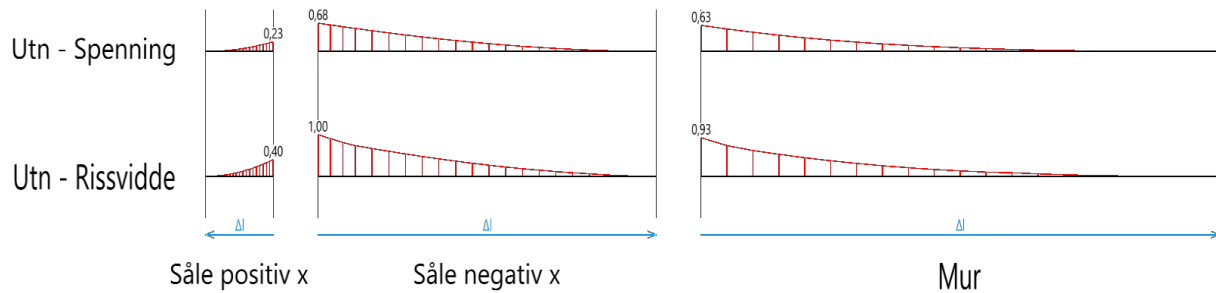 0,68
0,63
Utn - Spenning
0,23
1,00
0,93
0,40
Utn - Rissvidde
Δl
Δl
Δl
Såle positiv x
Såle negativ x
Mur